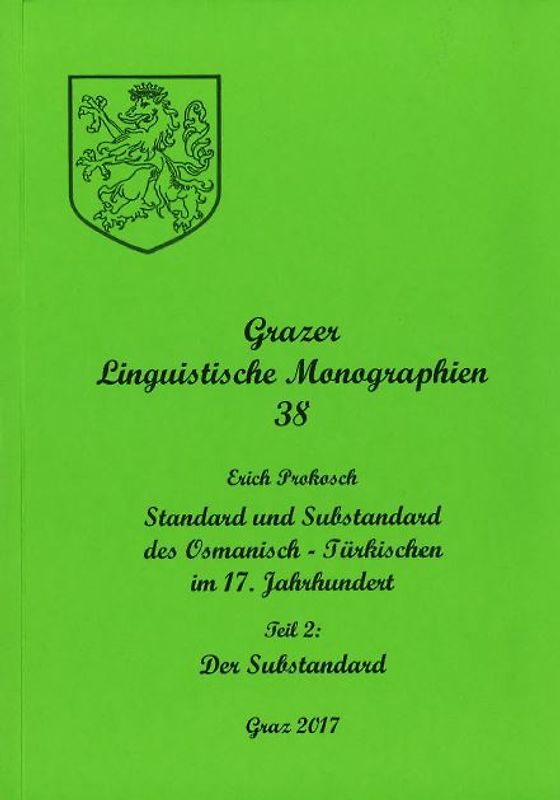 Grazer
Linguistische Monographien
38
Erich Prokosch
Standard und Substandard
des Osmanisch - Türkischen
im 17. Jahrhundert
Teil 2:
Der Substandard
Graz 2017